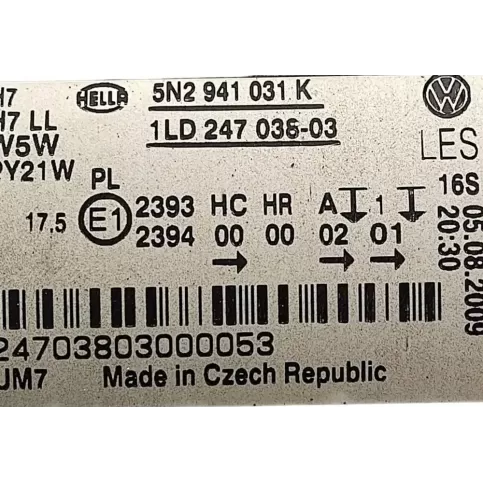 H7
H7 LL
W5W
PY21W
HELLA
5N2 941 031 K
1LD 247 038-03
LES
PL
17,5
E1
2393 HC HR A 1
2394 00 00 02 01
16S
05.08.2009
20:30
24703803000053
UM7
Made in Czech Republic